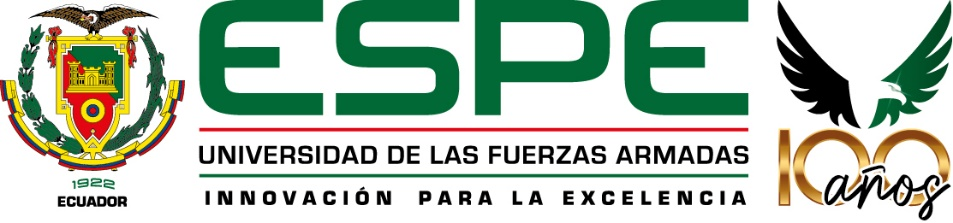 1922
ECUADOR
ESPE
UNIVERSIDAD DE LAS FUERZAS ARMADAS
INNOVACIÓN PARA LA EXCELENCIA
100
años